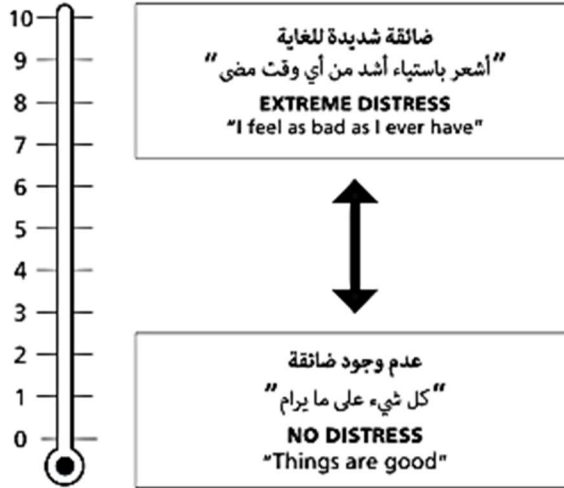 10
9
8
7
6
5
4
3
2
1
0
ضائقة شديدة للغاية
"أشعر باستياء أشد من أي وقت مضى"
EXTREME DISTRESS
"I feel as bad as I ever have"
عدم وجود ضائقة
"كل شيء على ما يرام"
NO DISTRESS
"Things are good"